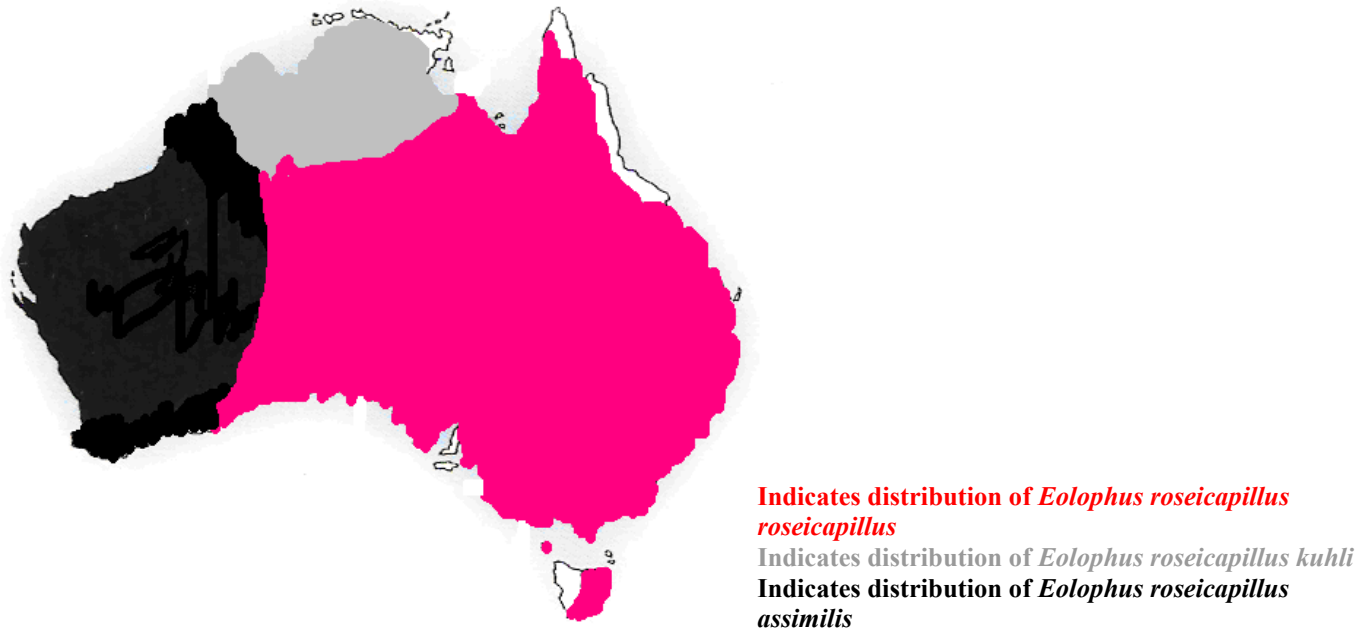 Indicates distribution of Eolophus roseicapillus
roseicapillus
Indicates distribution of Eolophus roseicapillus kuhli
Indicates distribution of Eolophus roseicapillus
assimilis